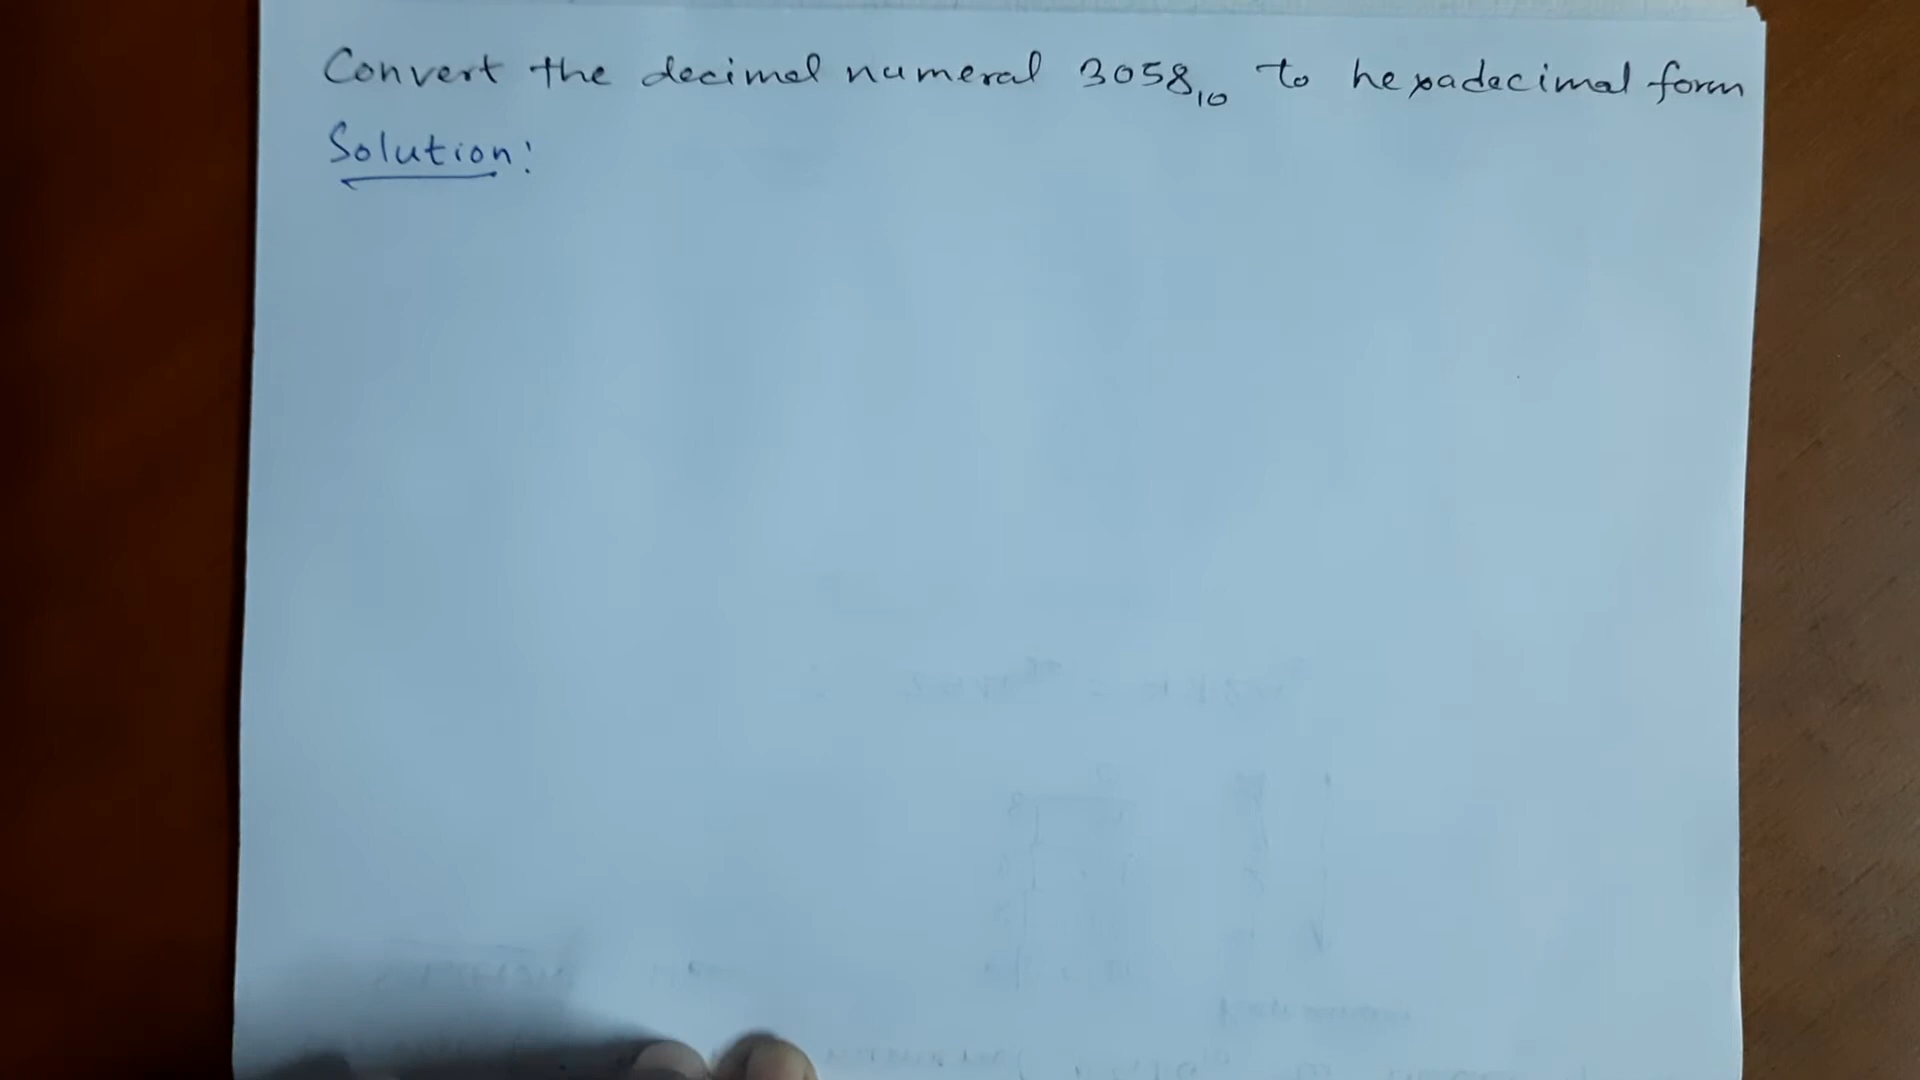 Convert the decimal numeral 3058₁₀ to hexadecimal form
Solution: